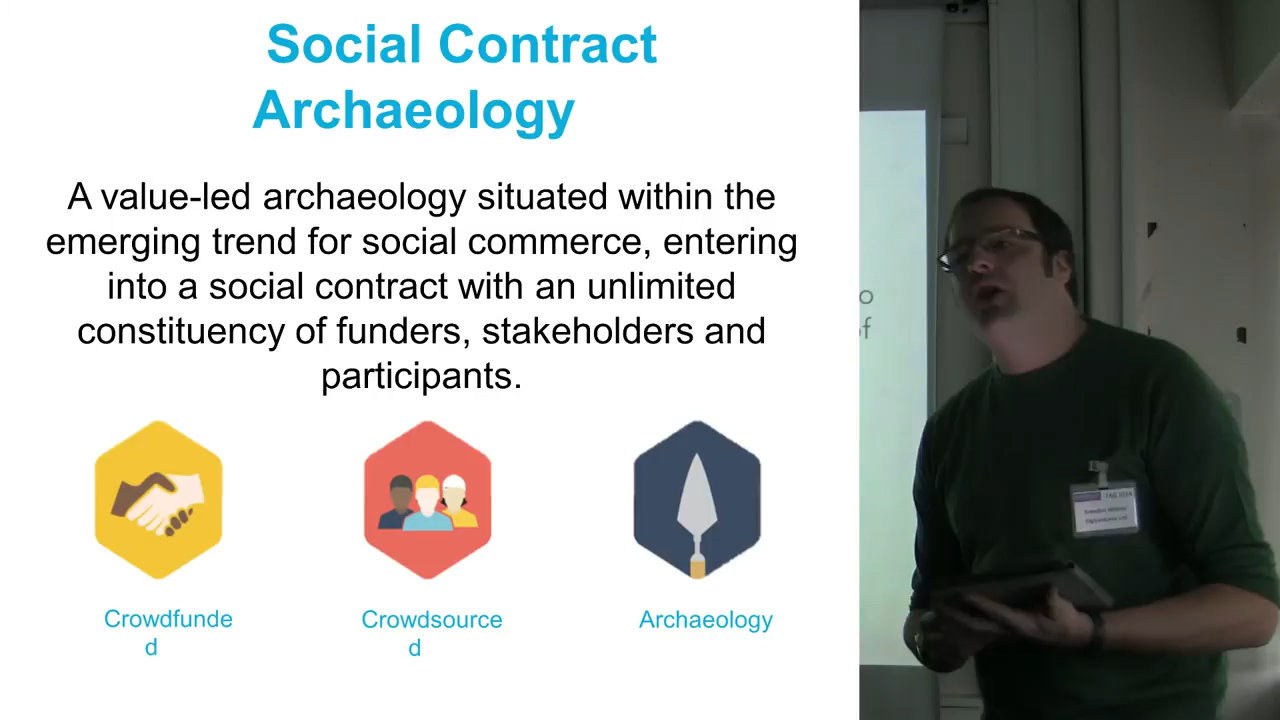 Social Contract
Archaeology
A value-led archaeology situated within the
emerging trend for social commerce, entering
into a social contract with an unlimited
constituency of funders, stakeholders and
participants.
Crowdfunde
d
Crowdsource
d
Archaeology